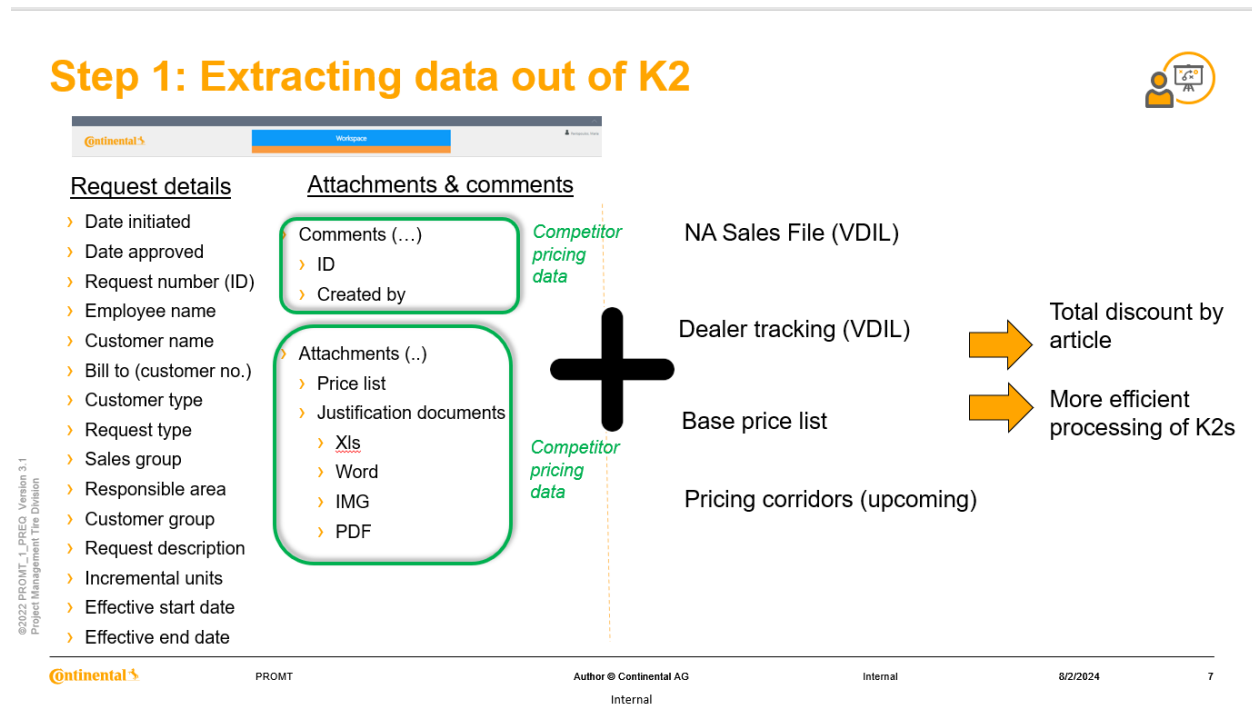 Step 1: Extracting data out of K2
Continental
Workspace
Request details
Date initiated
Date approved
Request number (ID)
Employee name
Customer name
Bill to (customer no.)
Customer type
Request type
Sales group
Responsible area
Customer group
Request description
Incremental units
Effective start date
Effective end date
Attachments & comments
Comments (…)
ID
Created by
Competitor
pricing
data
Attachments (..)
Price list
Justification documents
Xls
Word
IMG
PDF
Competitor
pricing
data
NA Sales File (VDIL)
Dealer tracking (VDIL)
Base price list
Pricing corridors (upcoming)
Total discount by
article
More efficient
processing of K2s
©2022 PROMT_1_PREQ Version 3.1
Project Management Tire Division
Continental
PROMT
Author © Continental AG
Internal
8/2/2024
7
Internal